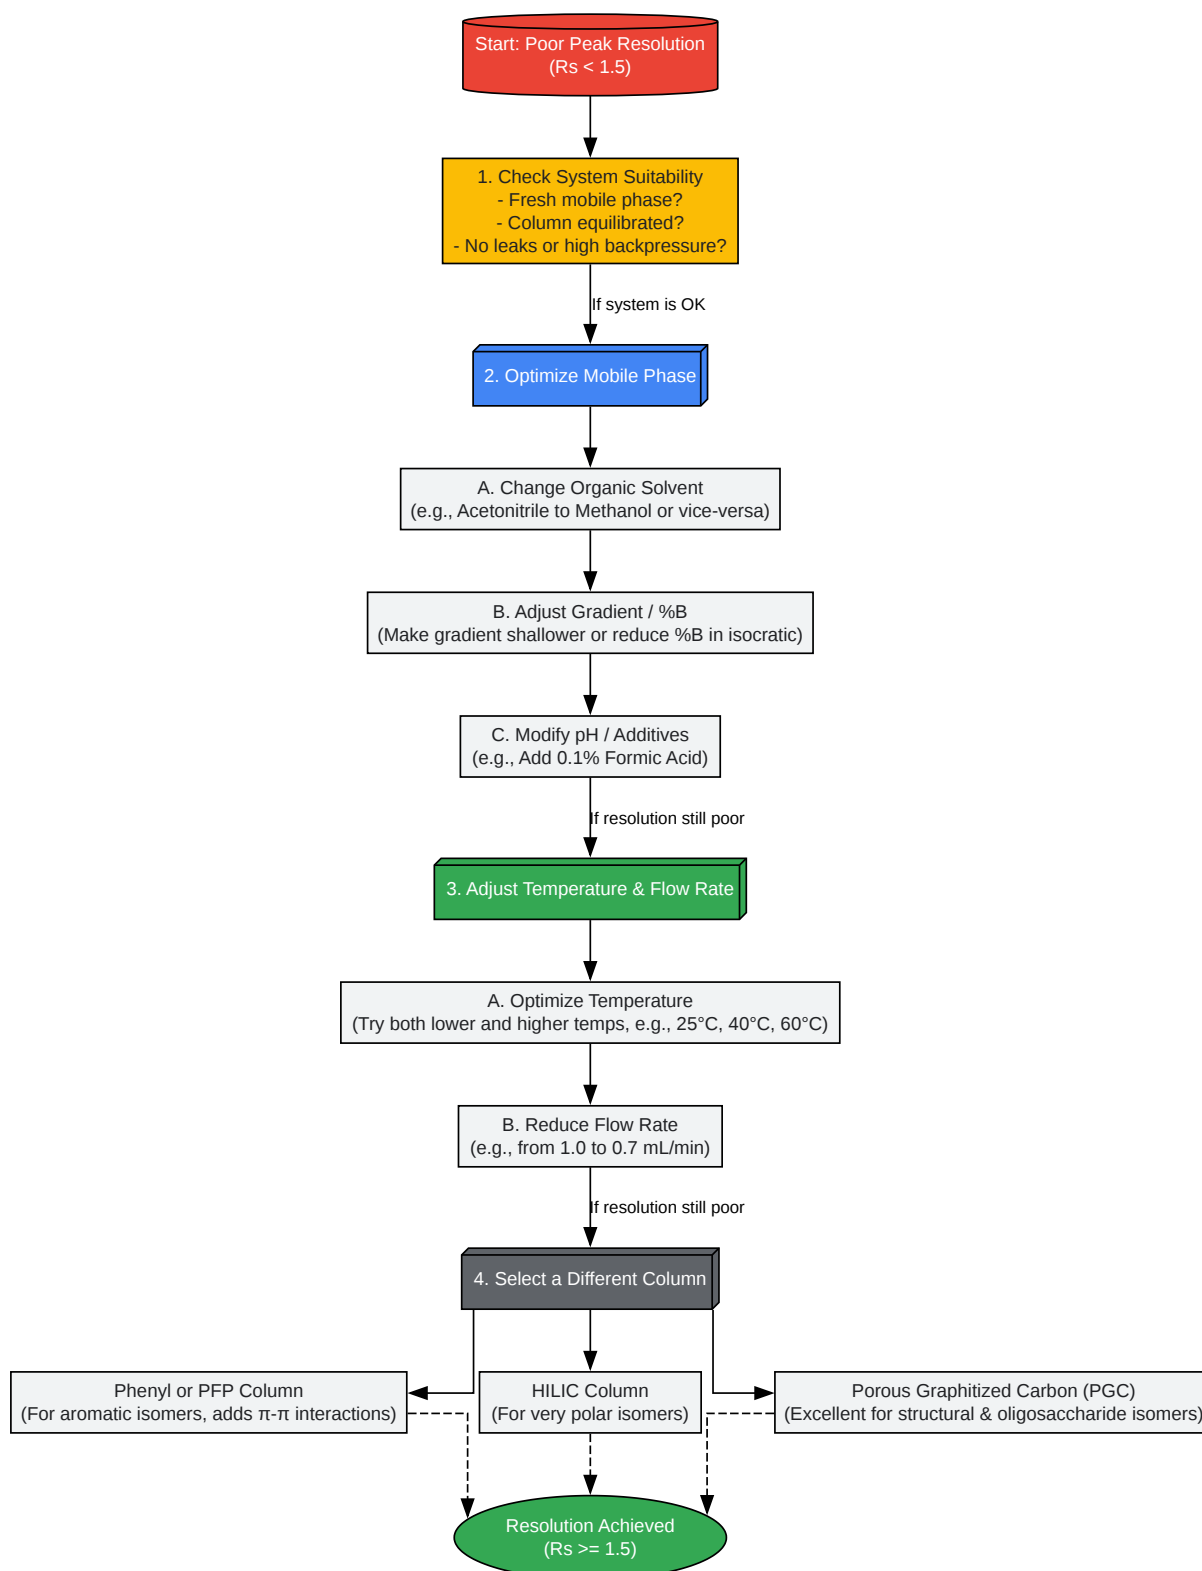 Start: Poor Peak Resolution
(Rs < 1.5)
1. Check System Suitability
- Fresh mobile phase?
- Column equilibrated?
- No leaks or high backpressure?
If system is OK
2. Optimize Mobile Phase
A. Change Organic Solvent
(e.g., Acetonitrile to Methanol or vice-versa)
B. Adjust Gradient / %B
(Make gradient shallower or reduce %B in isocratic)
C. Modify pH / Additives
(e.g., Add 0.1% Formic Acid)
If resolution still poor
3. Adjust Temperature & Flow Rate
A. Optimize Temperature
(Try both lower and higher temps, e.g., 25°C, 40°C, 60°C)
B. Reduce Flow Rate
(e.g., from 1.0 to 0.7 mL/min)
If resolution still poor
4. Select a Different Column
Phenyl or PFP Column
(For aromatic isomers, adds π-π interactions)
HILIC Column
(For very polar isomers)
Porous Graphitized Carbon (PGC)
(Excellent for structural & oligosaccharide isomers)
Resolution Achieved
(Rs >= 1.5)